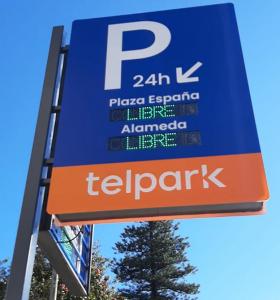 P
24h
Plaza España
LIBRE
Alameda
LIBRE
telpark